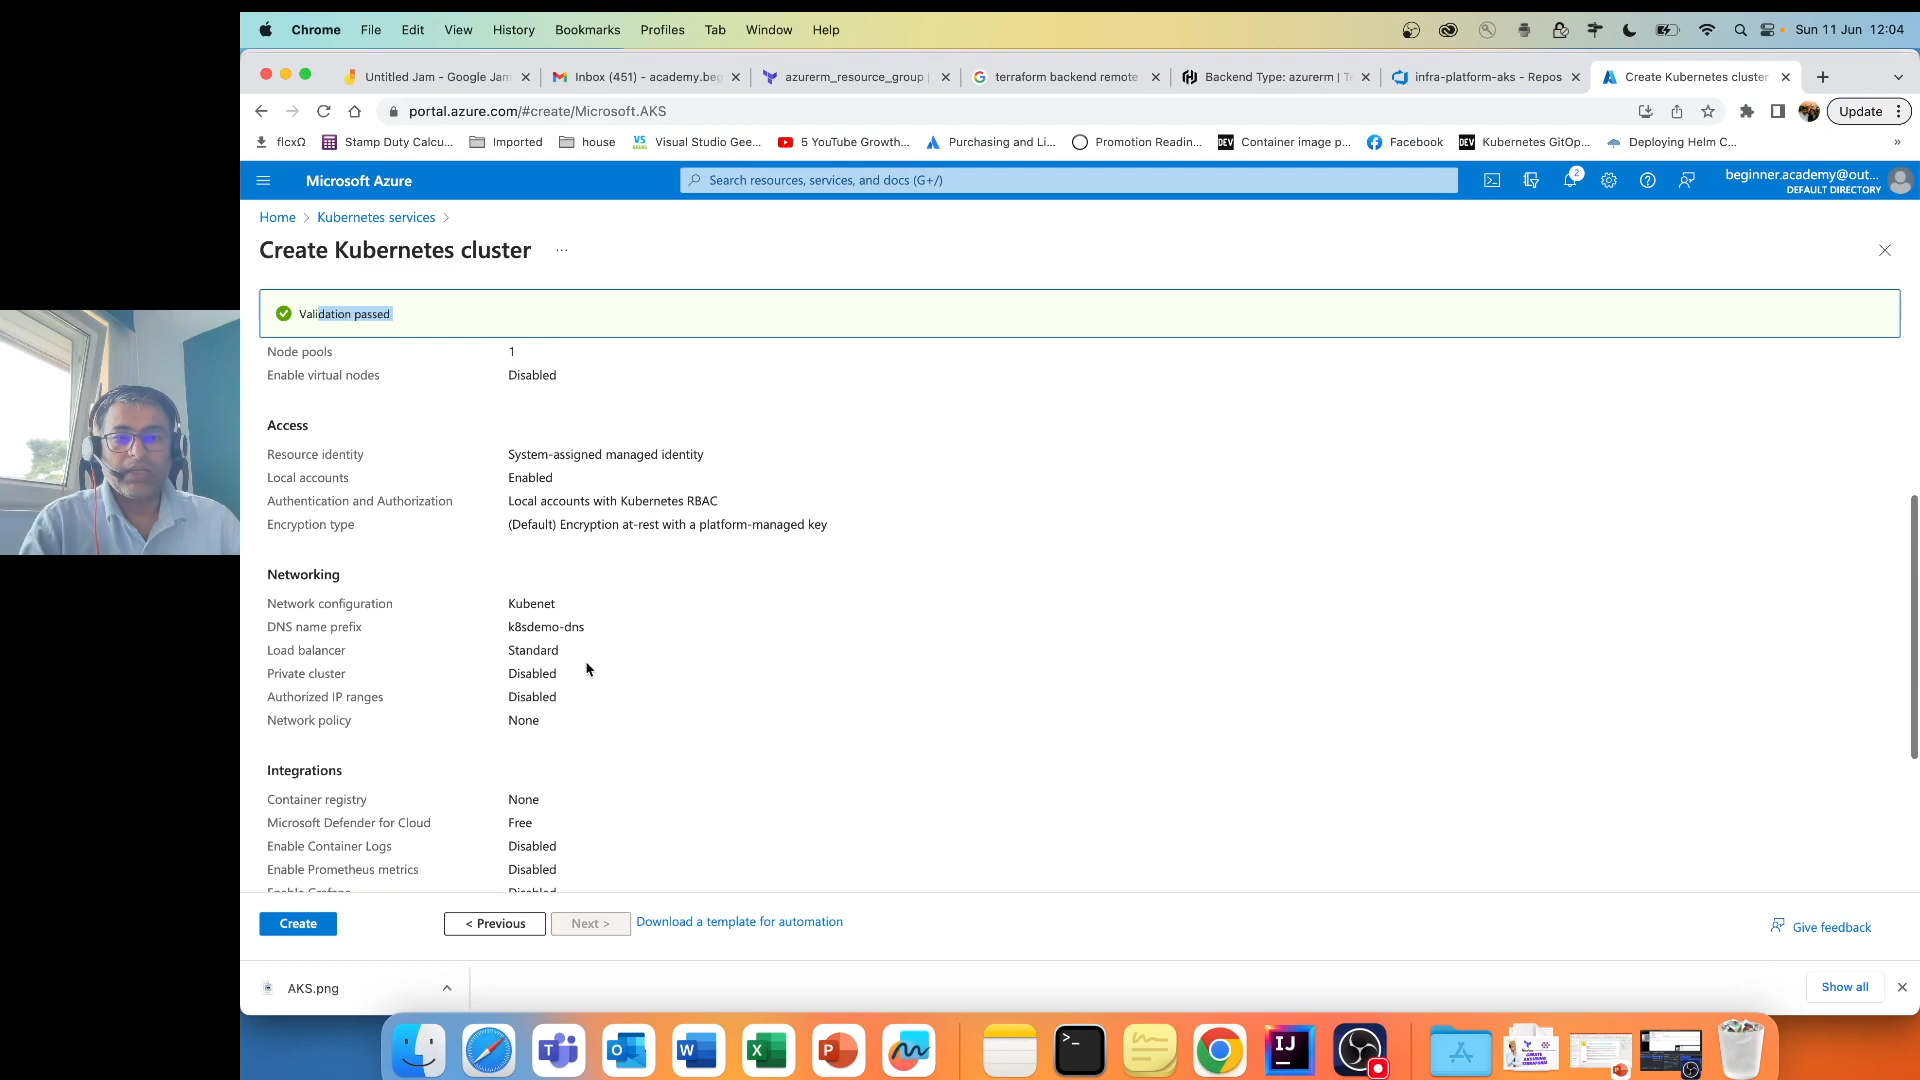 Chrome File Edit View History Bookmarks Profiles Tab Window Help Sun 11 Jun 12:04
Untitled Jam - Google Jam Inbox (451) - academy.beg azurerm_resource_group terraform backend remote Backend Type: azurerm | T infra-platform-aks - Repos Create Kubernetes cluster
portal.azure.com/#create/Microsoft.AKS Update
flcxΩ Stamp Duty Calcu... Imported house VS Visual Studio Gee... 5 YouTube Growth... Purchasing and Li... Promotion Readin... DEV Container image p... Facebook DEV Kubernetes GitOp... Deploying Helm C... »
Microsoft Azure Search resources, services, and docs (G+/) 2 beginner.academy@out...
DEFAULT DIRECTORY
Home > Kubernetes services >
Create Kubernetes cluster ...
Validation passed
Node pools 1
Enable virtual nodes Disabled
Access
Resource identity System-assigned managed identity
Local accounts Enabled
Authentication and Authorization Local accounts with Kubernetes RBAC
Encryption type (Default) Encryption at-rest with a platform-managed key
Networking
Network configuration Kubenet
DNS name prefix k8sdemo-dns
Load balancer Standard
Private cluster Disabled
Authorized IP ranges Disabled
Network policy None
Integrations
Container registry None
Microsoft Defender for Cloud Free
Enable Container Logs Disabled
Enable Prometheus metrics Disabled
Enable Grafana Disabled
Create < Previous Next > Download a template for automation Give feedback
AKS.png Show all